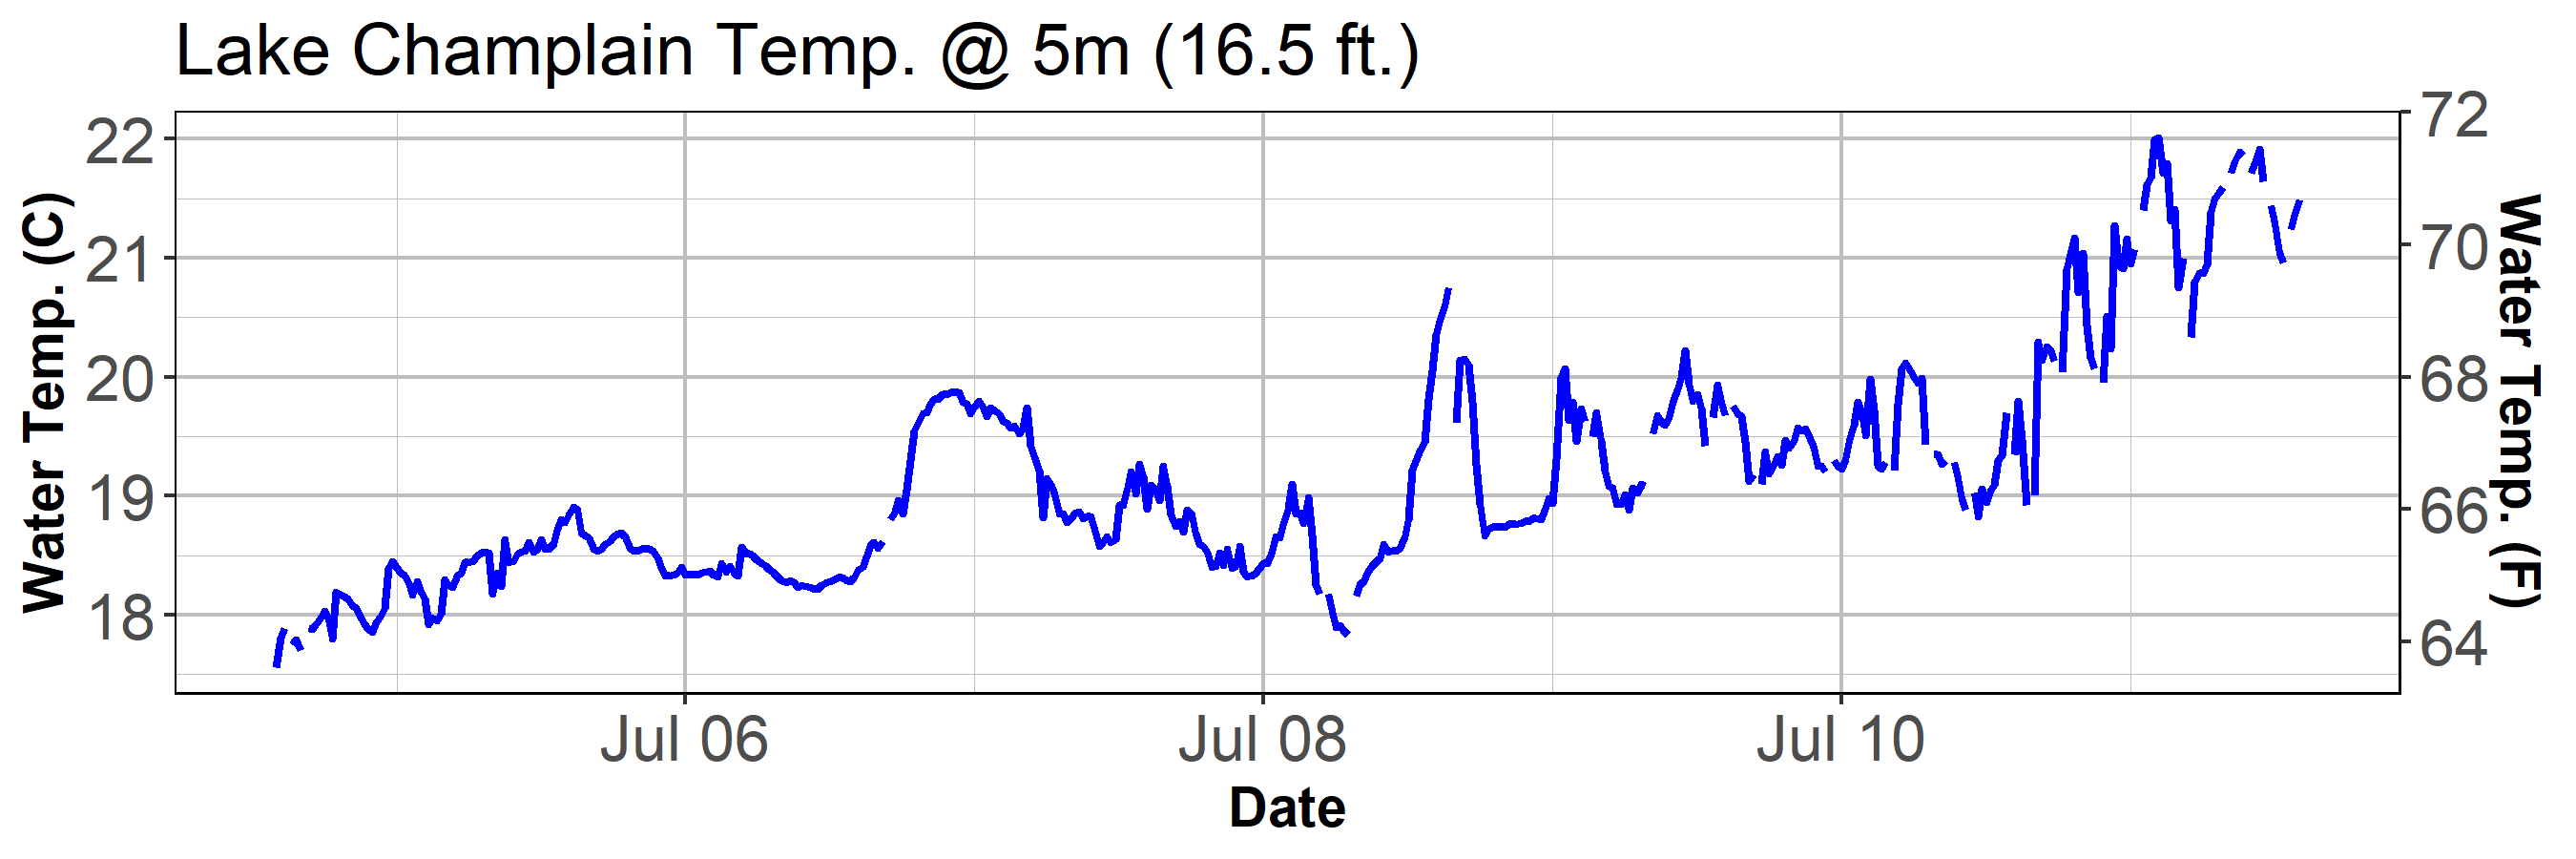 Lake Champlain Temp. @ 5m (16.5 ft.)
Water Temp. (C)
22
21
20
19
18
72
70
68
66
64
Water Temp. (F)
Jul 06
Jul 08
Jul 10
Date